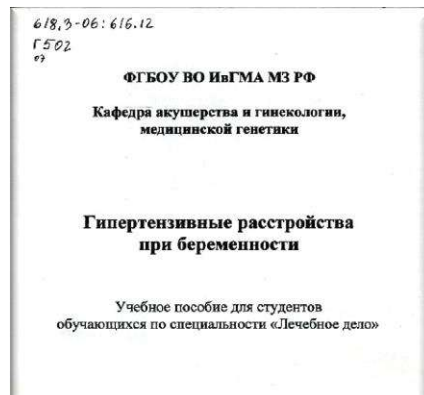 618,3-06:616.12
Г502
07
ФГБОУ ВО ИвГМА МЗ РФ
Кафедра акушерства и гинекологии,
медицинской генетики
Гипертензивные расстройства
при беременности
Учебное пособие для студентов
обучающихся по специальности «Лечебное дело»